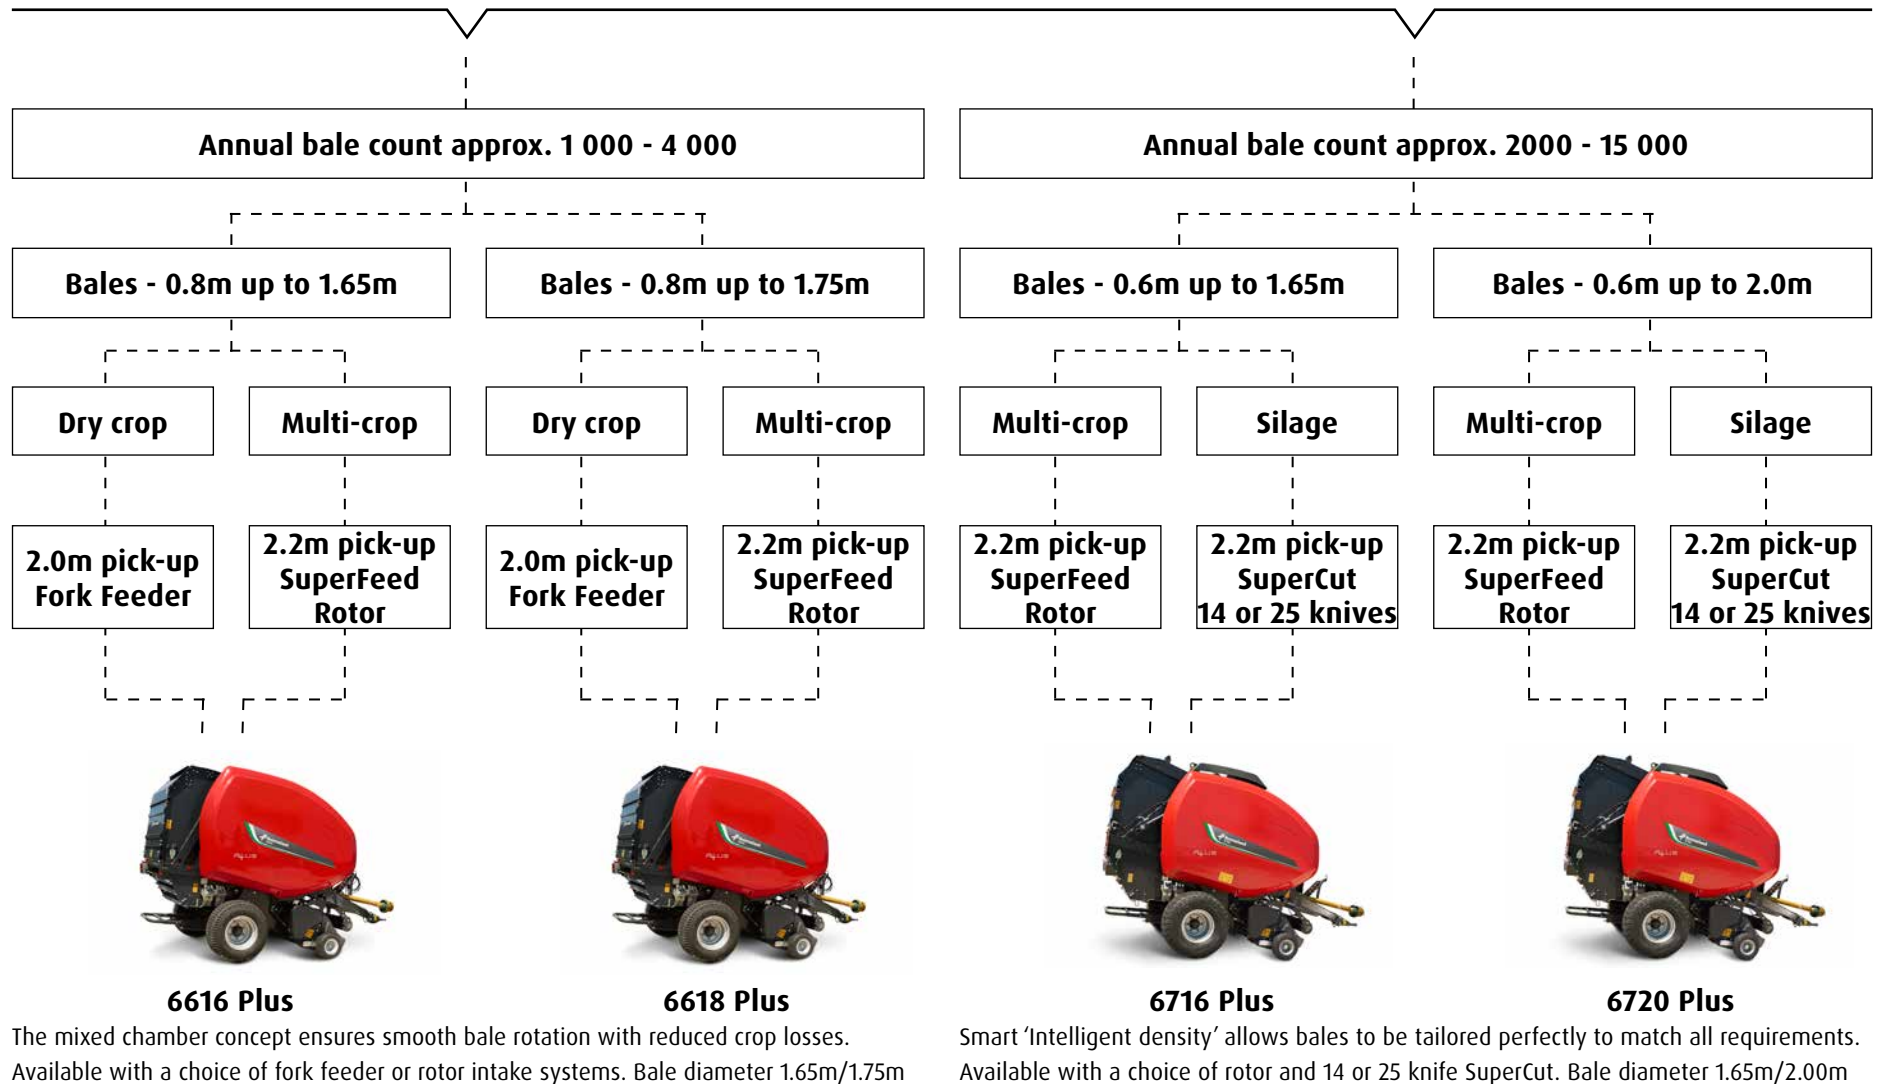 Annual bale count approx. 1 000 - 4 000
Annual bale count approx. 2000 - 15 000
Bales - 0.8m up to 1.65m
Bales - 0.8m up to 1.75m
Bales - 0.6m up to 1.65m
Bales - 0.6m up to 2.0m
Dry crop
Multi-crop
Dry crop
Multi-crop
Multi-crop
Silage
Multi-crop
Silage
2.0m pick-up
Fork Feeder
2.2m pick-up
SuperFeed
Rotor
2.0m pick-up
Fork Feeder
2.2m pick-up
SuperFeed
Rotor
2.2m pick-up
SuperFeed
Rotor
2.2m pick-up
SuperCut
14 or 25 knives
2.2m pick-up
SuperFeed
Rotor
2.2m pick-up
SuperCut
14 or 25 knives
6616 Plus
6618 Plus
6716 Plus
6720 Plus
The mixed chamber concept ensures smooth bale rotation with reduced crop losses.
Available with a choice of fork feeder or rotor intake systems. Bale diameter 1.65m/1.75m
Smart ‘Intelligent density’ allows bales to be tailored perfectly to match all requirements.
Available with a choice of rotor and 14 or 25 knife SuperCut. Bale diameter 1.65m/2.00m